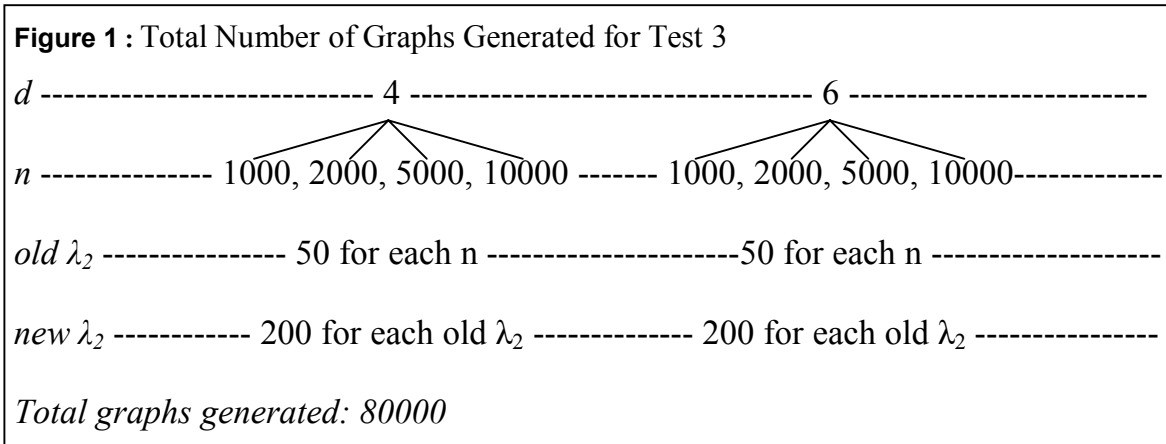 Figure 1 : Total Number of Graphs Generated for Test 3
d ---------------------------- 4 ------------------------------------ 6 -------------------------
n --------------- 1000, 2000, 5000, 10000 ------- 1000, 2000, 5000, 10000--------------
old λ₂ ---------------- 50 for each n ----------------------50 for each n --------------------
new λ₂ ------------ 200 for each old λ₂ ------------- 200 for each old λ₂ ----------------
Total graphs generated: 80000